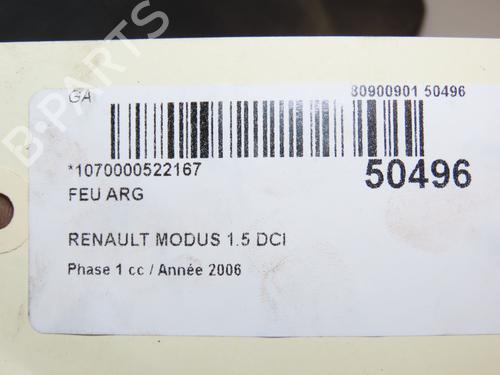 GA 80900901 50496
*1070000522167 50496
FEU ARG
RENAULT MODUS 1.5 DCI
Phase 1 cc / Année 2006
B-PARTS